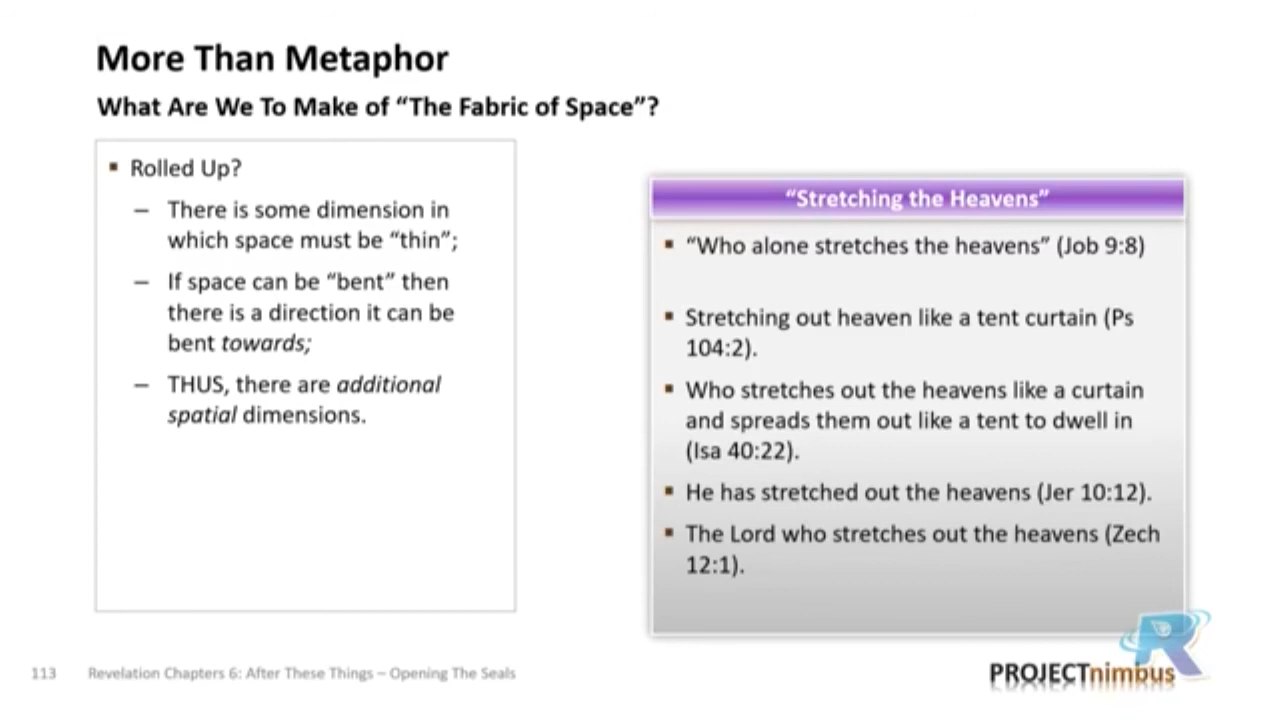 More Than Metaphor
What Are We To Make of “The Fabric of Space”?
▪ Rolled Up?
– There is some dimension in
which space must be “thin”;
– If space can be “bent” then
there is a direction it can be
bent towards;
– THUS, there are additional
spatial dimensions.
“Stretching the Heavens”
▪ “Who alone stretches the heavens” (Job 9:8)
▪ Stretching out heaven like a tent curtain (Ps
104:2).
▪ Who stretches out the heavens like a curtain
and spreads them out like a tent to dwell in
(Isa 40:22).
▪ He has stretched out the heavens (Jer 10:12).
▪ The Lord who stretches out the heavens (Zech
12:1).
113 Revelation Chapters 6: After These Things – Opening The Seals
PROJECTnimbus